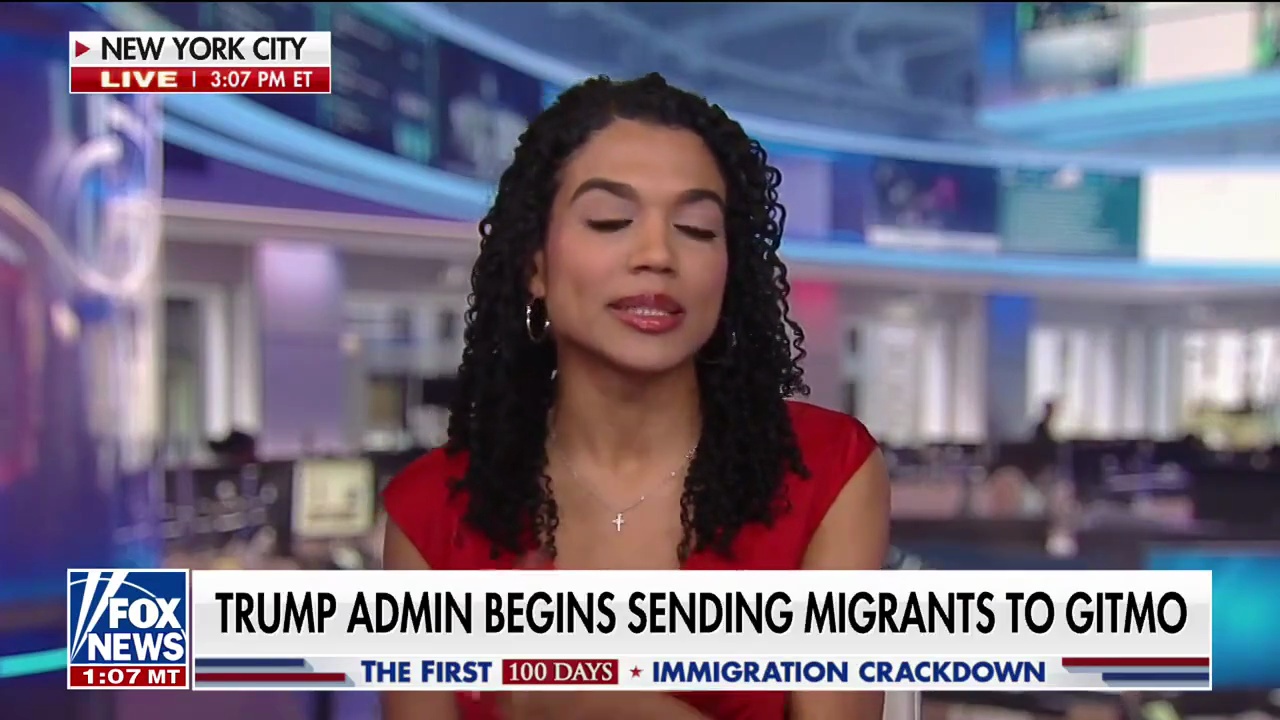 NEW YORK CITY
LIVE | 3:07 PM ET
TRUMP ADMIN BEGINS SENDING MIGRANTS TO GITMO
FOX
NEWS
1:07 MT
THE FIRST 100 DAYS ★ IMMIGRATION CRACKDOWN